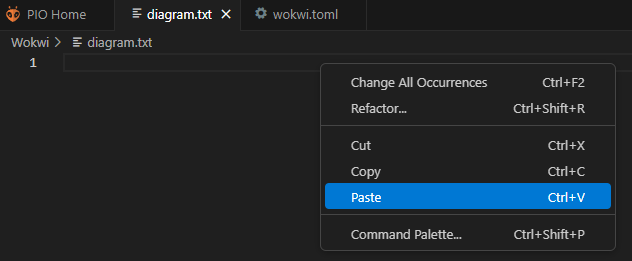 PIO Home
diagram.txt
wokwi.toml
Wokwi
diagram.txt
1
Change All Occurrences Ctrl+F2
Refactor... Ctrl+Shift+R
Cut Ctrl+X
Copy Ctrl+C
Paste Ctrl+V
Command Palette... Ctrl+Shift+P